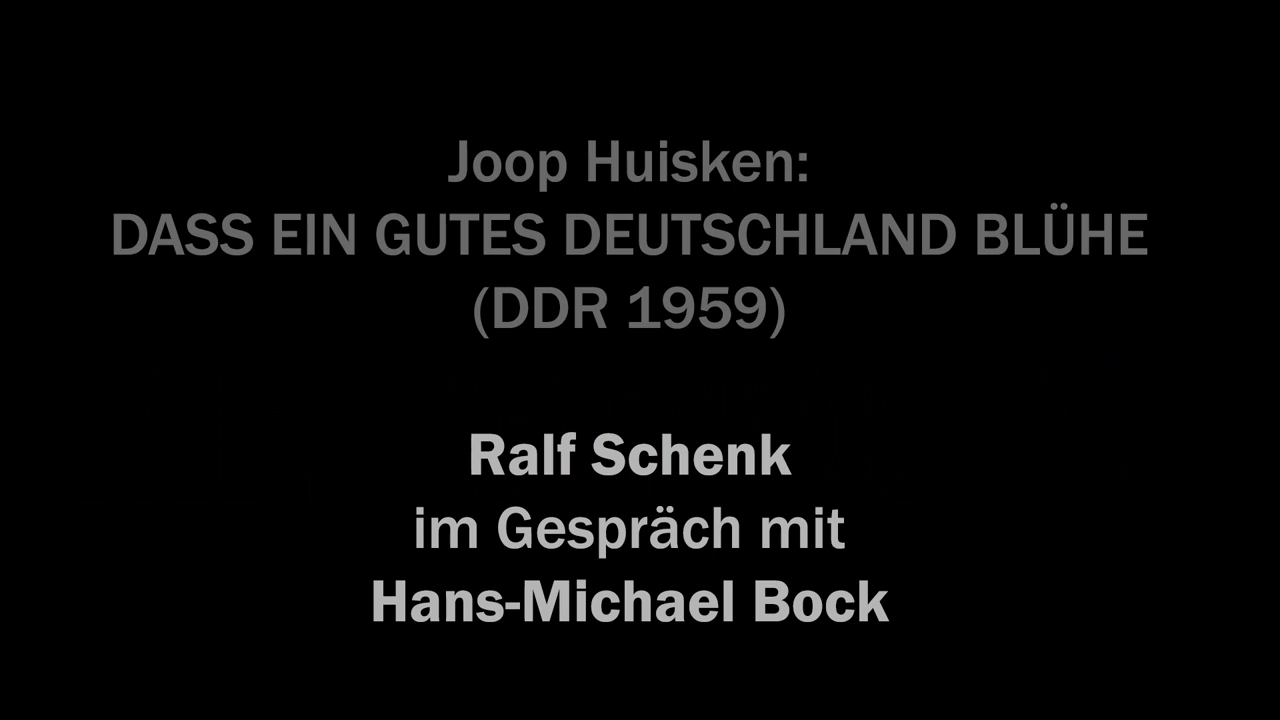 Joop Huisken:
DASS EIN GUTES DEUTSCHLAND BLÜHE
(DDR 1959)
Ralf Schenk
im Gespräch mit
Hans-Michael Bock